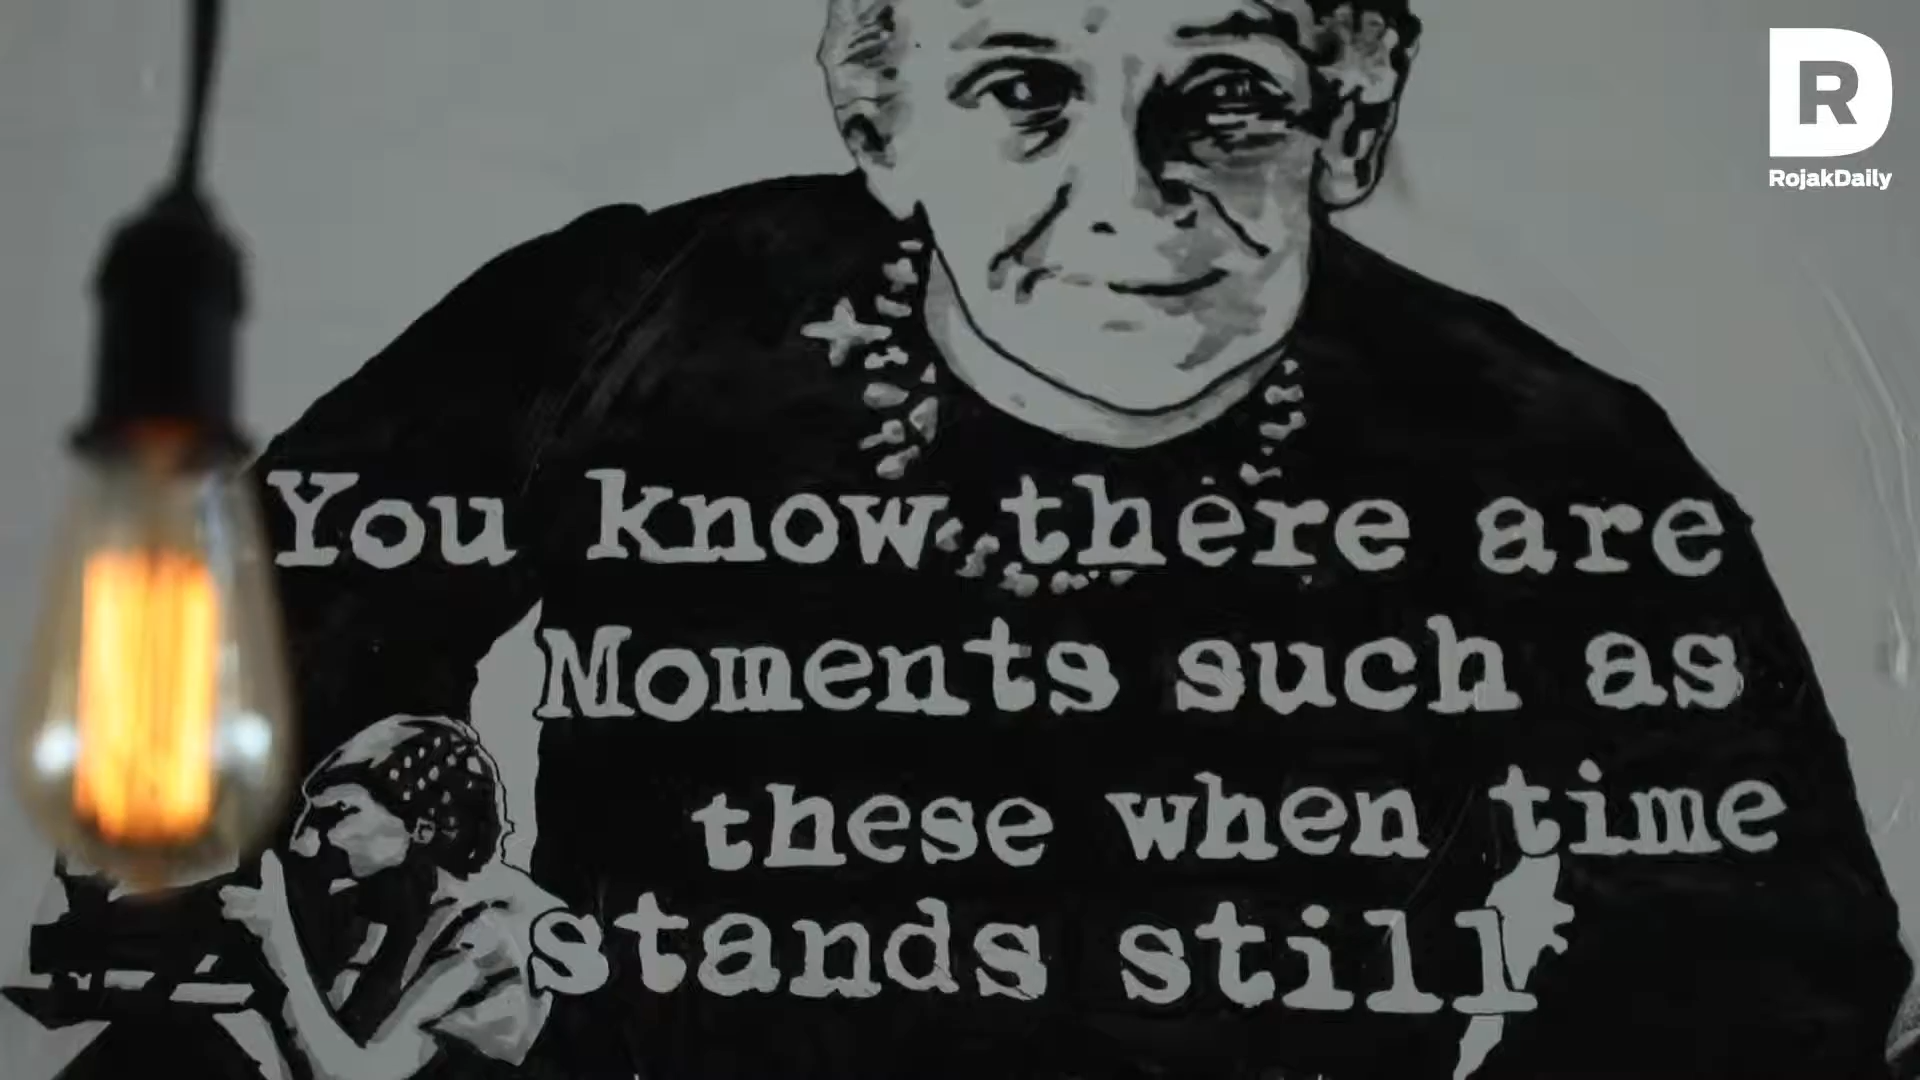 R
RojakDaily
You know there are
Moments such as
these when time
stands still